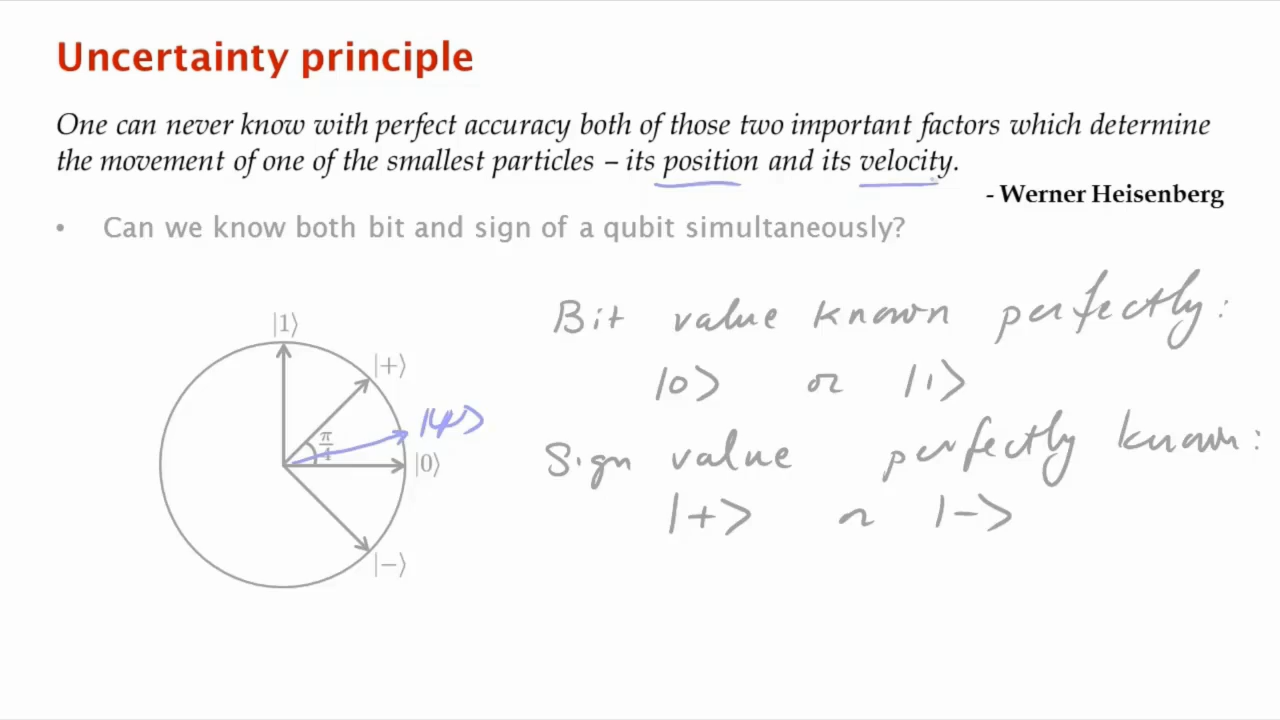 Uncertainty principle
One can never know with perfect accuracy both of those two important factors which determine
the movement of one of the smallest particles – its position and its velocity.
- Werner Heisenberg
• Can we know both bit and sign of a qubit simultaneously?
Bit value known perfectly:
|0> or |1>
Sign value perfectly known:
|+> or |->
|1⟩
|+⟩
|ψ>
π/4
|0⟩
|−⟩